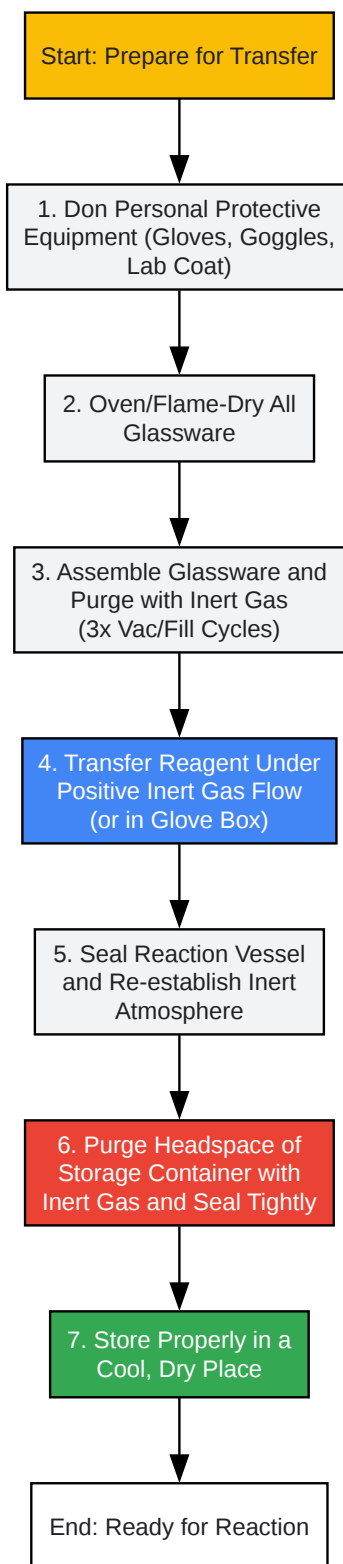 Start: Prepare for Transfer
1. Don Personal Protective
Equipment (Gloves, Goggles,
Lab Coat)
2. Oven/Flame-Dry All
Glassware
3. Assemble Glassware and
Purge with Inert Gas
(3x Vac/Fill Cycles)
4. Transfer Reagent Under
Positive Inert Gas Flow
(or in Glove Box)
5. Seal Reaction Vessel
and Re-establish Inert
Atmosphere
6. Purge Headspace of
Storage Container with
Inert Gas and Seal Tightly
7. Store Properly in a
Cool, Dry Place
End: Ready for Reaction